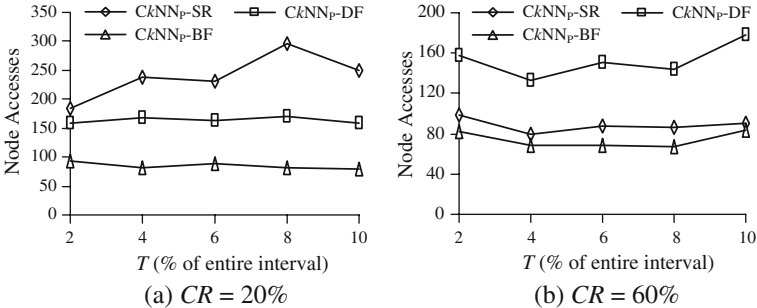 CkNNP-SR
CkNNP-DF
CkNNP-BF
Node Accesses
350
300
250
200
150
100
50
0
2 4 6 8 10
T (% of entire interval)
(a) CR = 20%
CkNNP-SR
CkNNP-DF
CkNNP-BF
Node Accesses
200
160
120
80
40
0
2 4 6 8 10
T (% of entire interval)
(b) CR = 60%